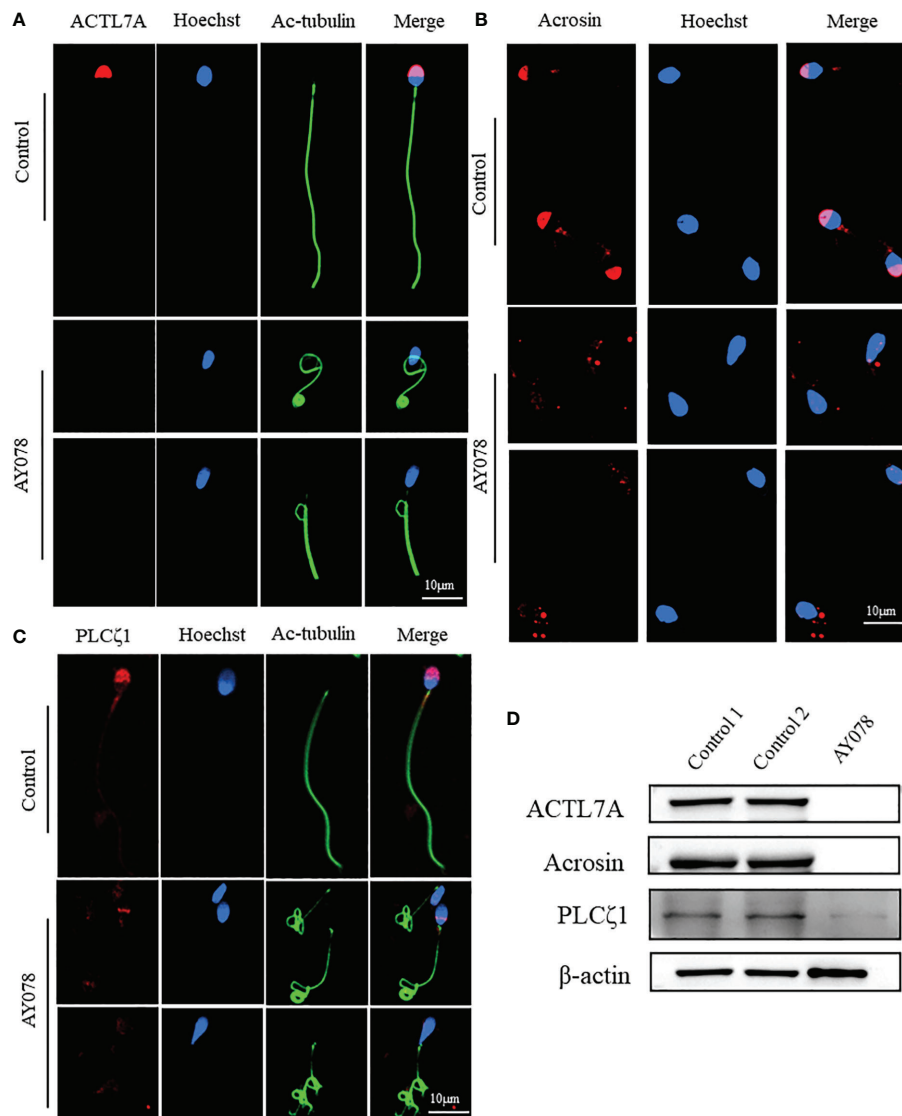 A
ACTL7A Hoechst Ac-tubulin Merge
Control
AY078
10μm
B
Acrosin Hoechst Merge
Control
AY078
10μm
C
PLCζ1 Hoechst Ac-tubulin Merge
Control
AY078
10μm
D
Control 1 Control 2 AY078
ACTL7A
Acrosin
PLCζ1
β-actin